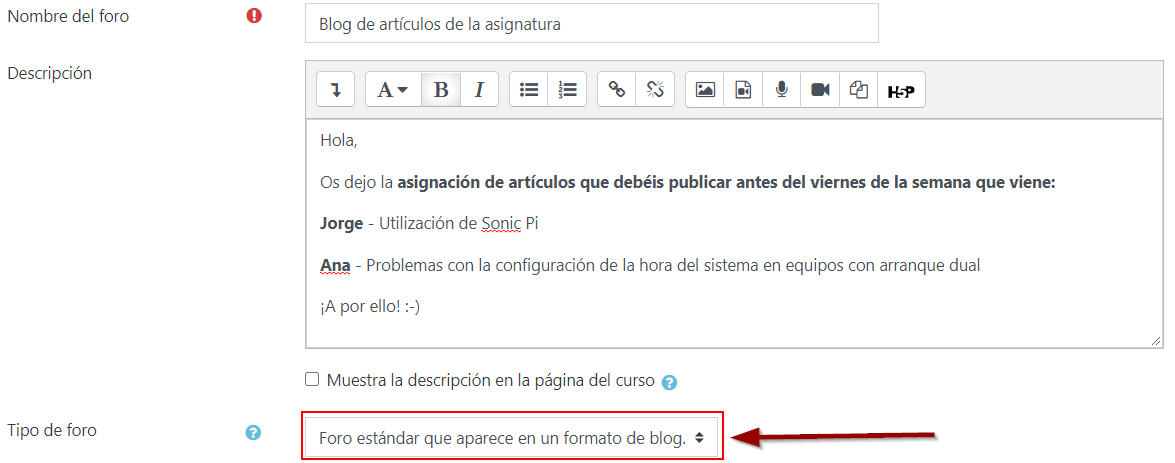 Nombre del foro
Blog de artículos de la asignatura
Descripción
A B I H5P
Hola,
Os dejo la asignación de artículos que debéis publicar antes del viernes de la semana que viene:
Jorge - Utilización de Sonic Pi
Ana - Problemas con la configuración de la hora del sistema en equipos con arranque dual
¡A por ello! :-)
Muestra la descripción en la página del curso
Tipo de foro
Foro estándar que aparece en un formato de blog.